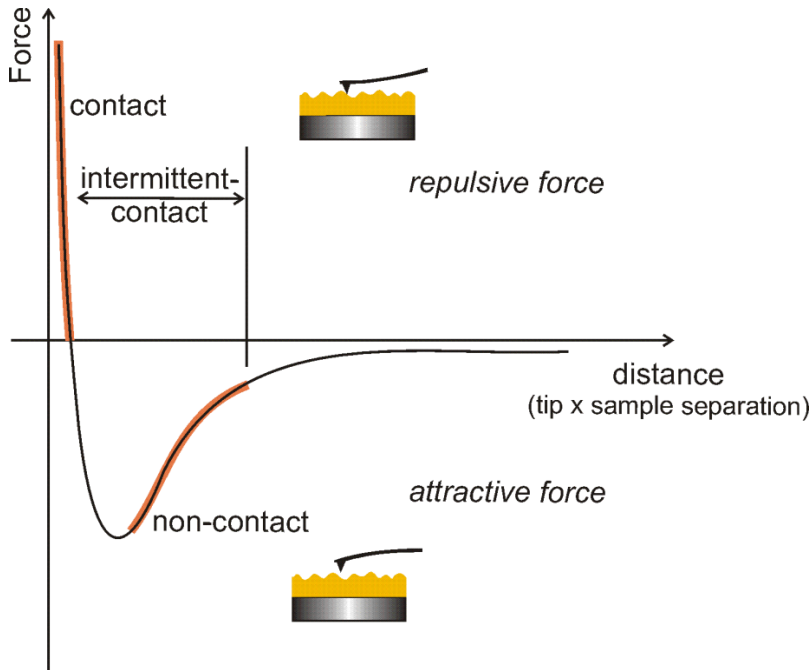 Force
contact
intermittent-
contact
repulsive force
distance
(tip x sample separation)
attractive force
non-contact